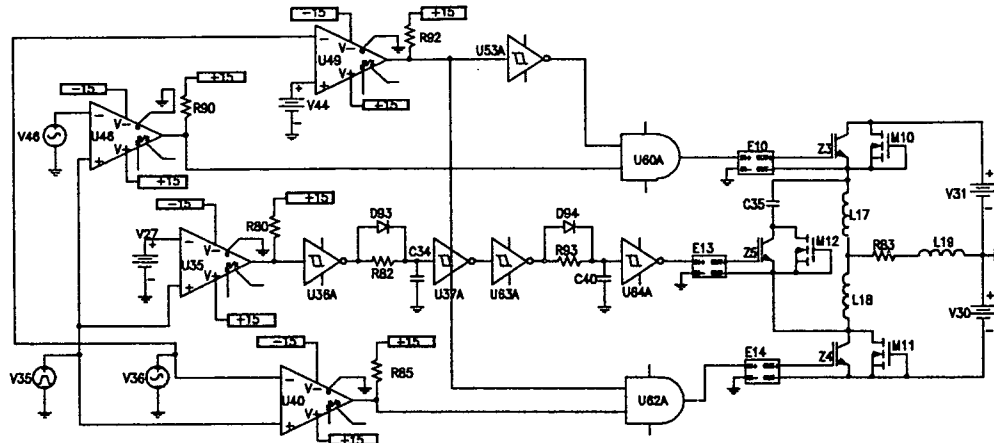 -15
+15
V-
R92
U49
V+
+15
V44
U53A
-15
+15
V-
R90
V46
U46
V+
+15
U60A
E10
Z3
M10
V31
C35
L17
-15
+15
V27
V-
R80
U35
V+
+15
D93
R82
C34
U36A
U37A
U63A
D94
R93
C40
U64A
E13
Z5
M12
R83
L19
L18
V30
-15
+15
V35
V36
V-
R85
U40
V+
+15
U62A
E14
Z4
M11